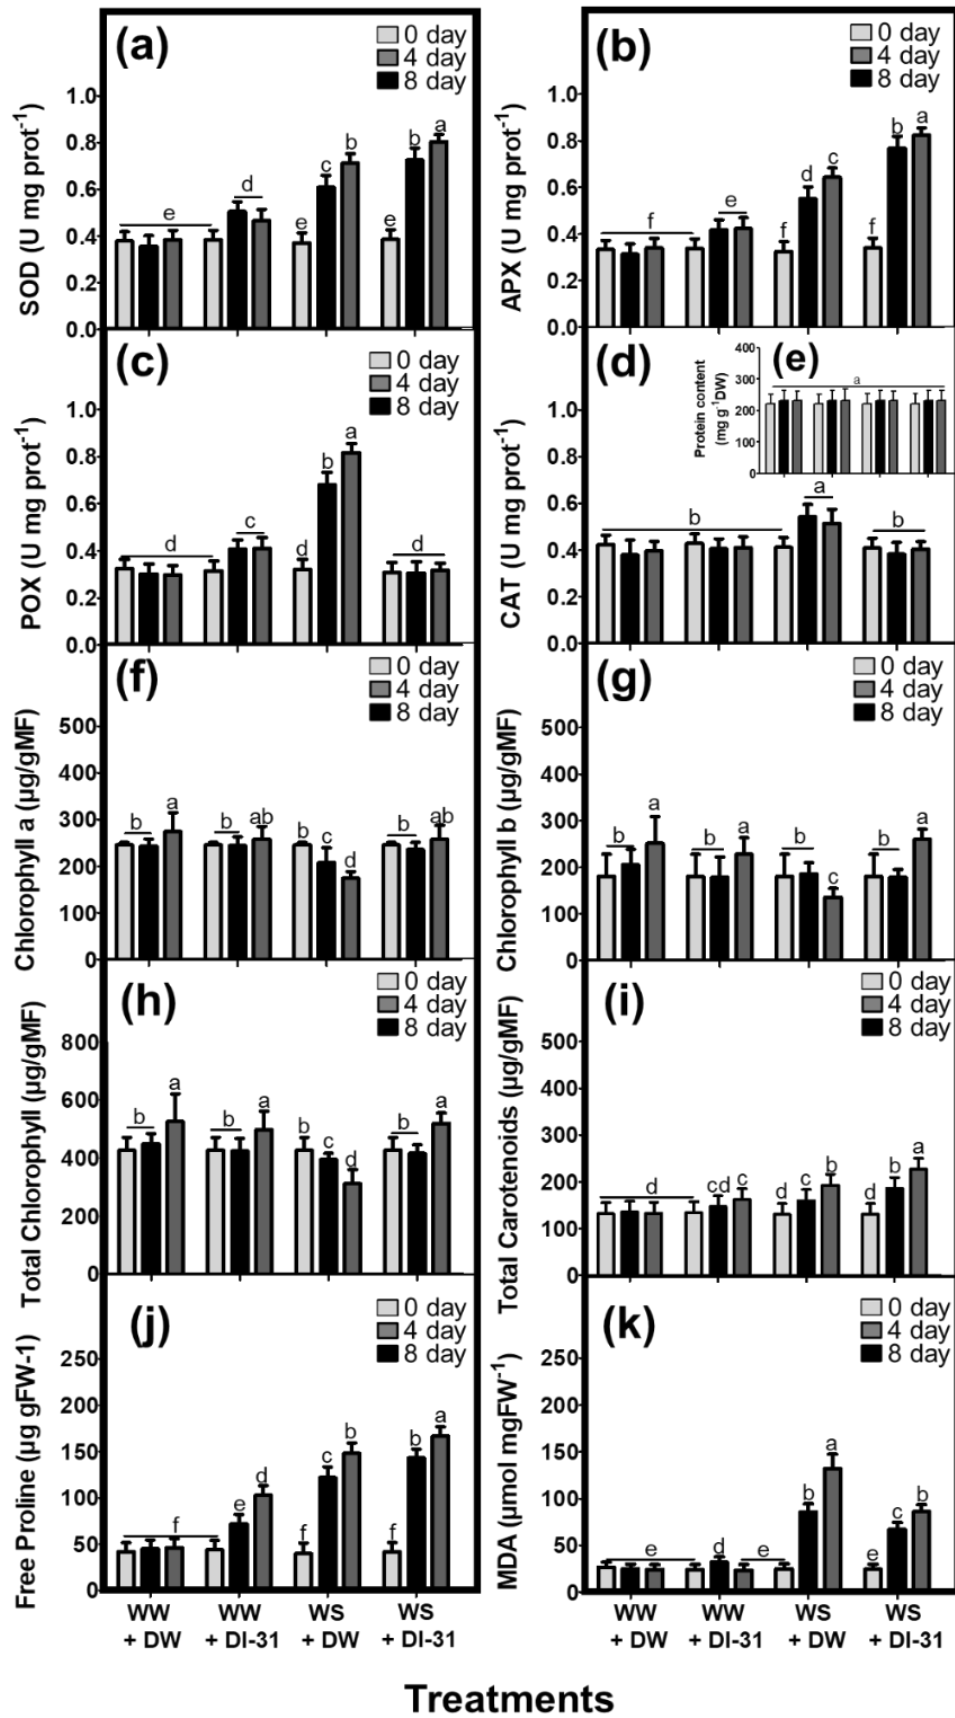 (a)
0 day
4 day
8 day
SOD (U mg prot⁻¹)
1.0
0.8
0.6
0.4
0.2
0.0
e
d
e
c
b
e
b
a
(b)
0 day
4 day
8 day
APX (U mg prot⁻¹)
1.0
0.8
0.6
0.4
0.2
0.0
f
e
f
d
c
f
b
a
(c)
0 day
4 day
8 day
POX (U mg prot⁻¹)
1.0
0.8
0.6
0.4
0.2
0.0
d
c
d
b
a
d
(d)
CAT (U mg prot⁻¹)
1.0
0.8
0.6
0.4
0.2
0.0
b
a
b
(e)
Protein content
(mg g⁻¹DW)
400
300
200
100
0
a
(f)
0 day
4 day
8 day
Chlorophyll a (µg/gMF)
500
400
300
200
100
0
b
a
b
ab
b
c
d
b
ab
(g)
0 day
4 day
8 day
Chlorophyll b (µg/gMF)
500
400
300
200
100
0
b
a
b
a
b
c
b
a
(h)
0 day
4 day
8 day
Total Chlorophyll (µg/gMF)
800
600
400
200
0
b
a
b
a
b
c
d
b
a
(i)
0 day
4 day
8 day
Total Carotenoids (µg/gMF)
500
400
300
200
100
0
d
cd
c
d
c
b
d
b
a
(j)
0 day
4 day
8 day
Free Proline (µg gFW-1)
250
200
150
100
50
0
f
e
d
f
c
b
f
b
a
(k)
0 day
4 day
8 day
MDA (µmol mgFW⁻¹)
250
200
150
100
50
0
e
d
e
b
a
e
c
b
WW
+ DW
WW
+ DI-31
WS
+ DW
WS
+ DI-31
WW
+ DW
WW
+ DI-31
WS
+ DW
WS
+ DI-31
Treatments